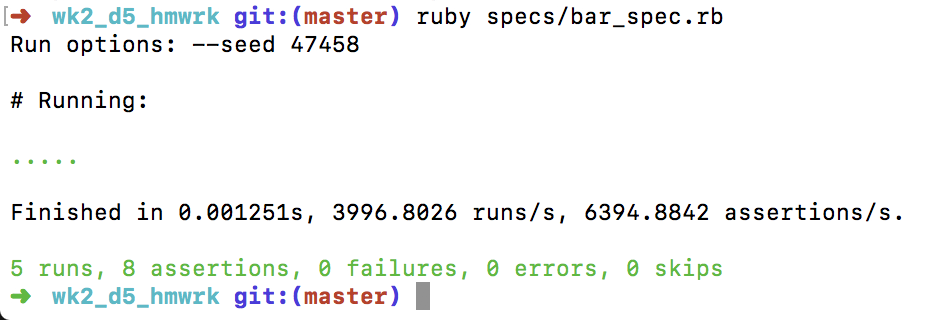 [➜ wk2_d5_hmwrk git:(master) ruby specs/bar_spec.rb
Run options: --seed 47458
# Running:
.....
Finished in 0.001251s, 3996.8026 runs/s, 6394.8842 assertions/s.
5 runs, 8 assertions, 0 failures, 0 errors, 0 skips
➜ wk2_d5_hmwrk git:(master)